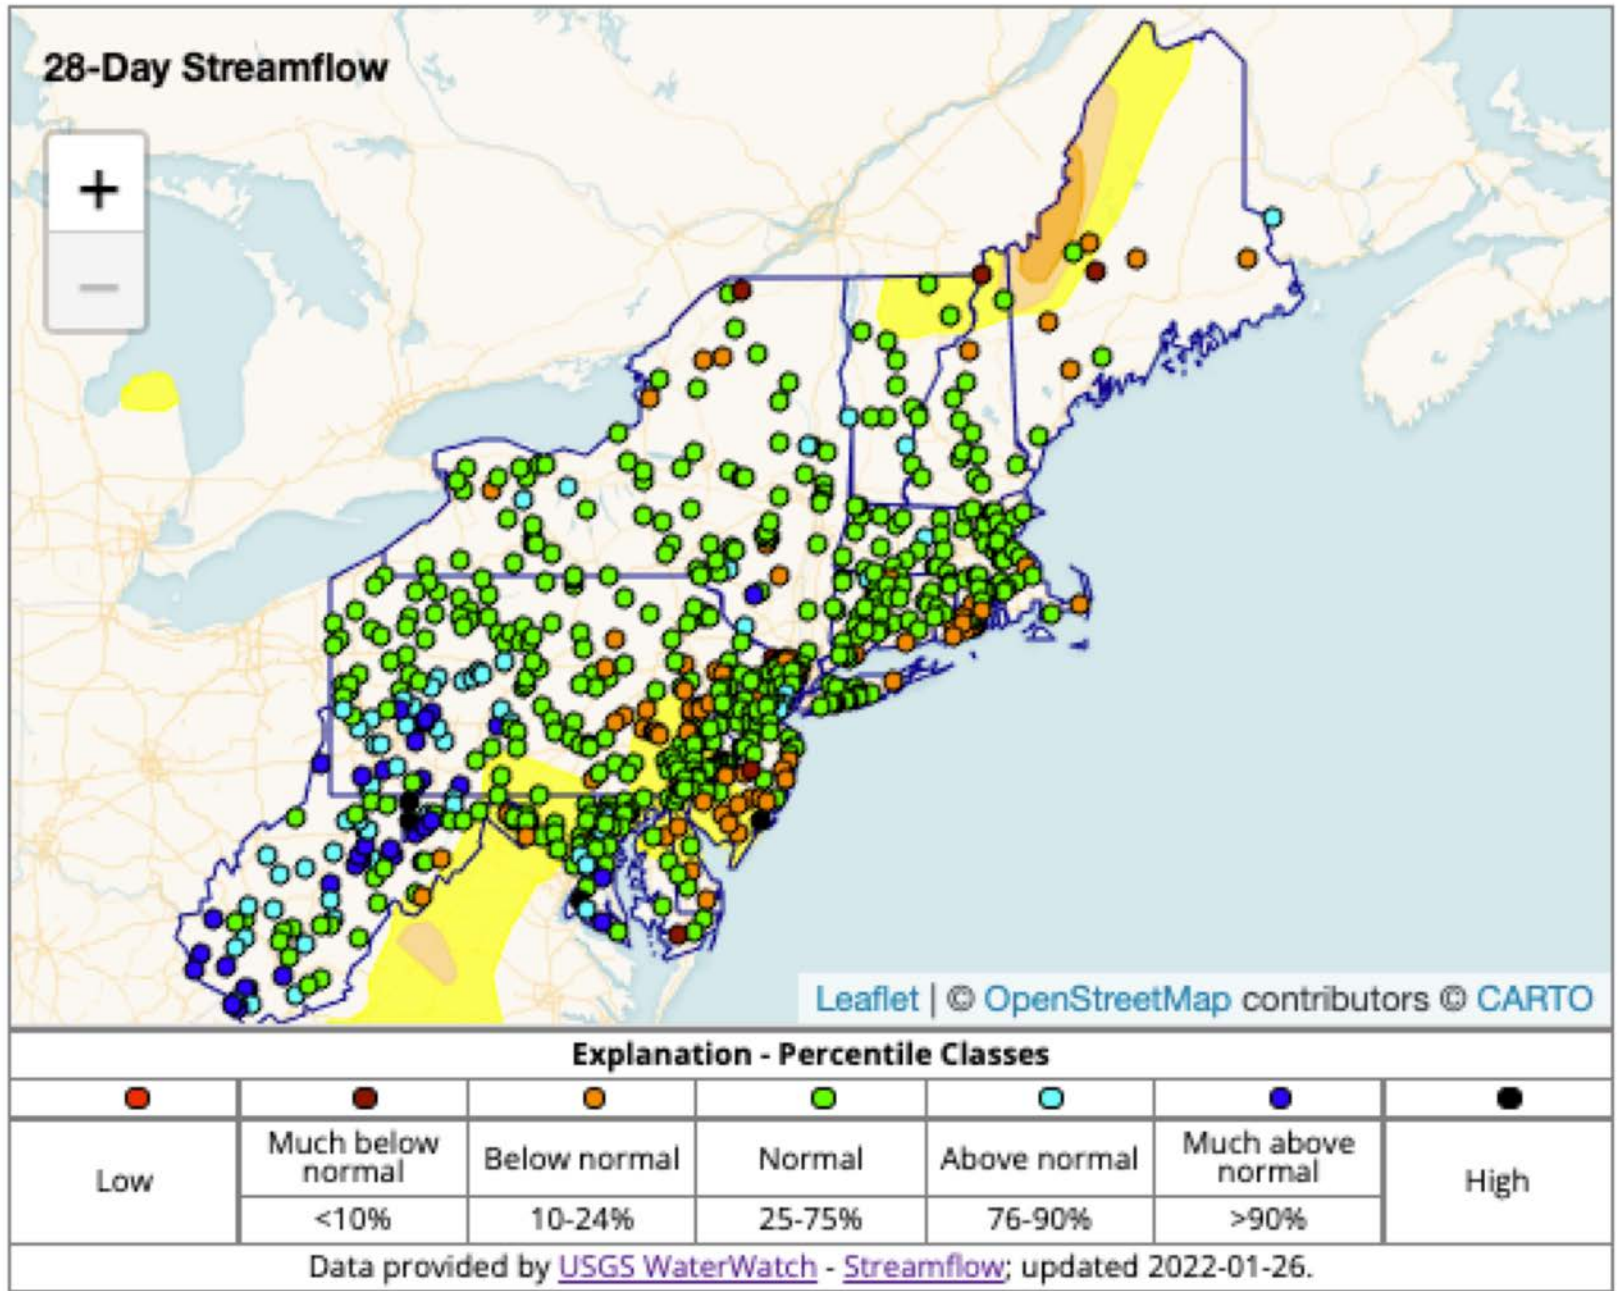 28-Day Streamflow
+
−
Leaflet | © OpenStreetMap contributors © CARTO
Explanation - Percentile Classes
Low
Much below normal
Below normal
Normal
Above normal
Much above normal
High
<10%
10-24%
25-75%
76-90%
>90%
Data provided by USGS WaterWatch - Streamflow; updated 2022-01-26.